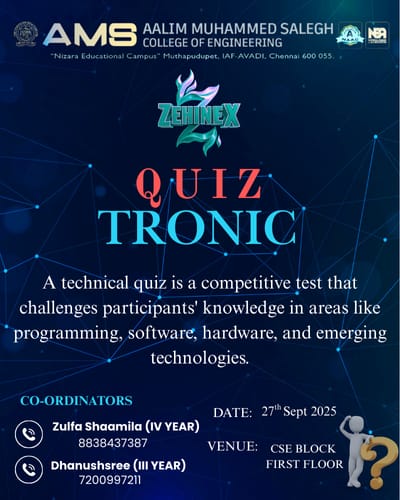 AMS AALIM MUHAMMED SALEGH
COLLEGE OF ENGINEERING
"Nizara Educational Campus" Muthapudupet, IAF-AVADI, Chennai 600 055.
ZEHINEX
QUIZ
TRONIC
A technical quiz is a competitive test that
challenges participants' knowledge in areas like
programming, software, hardware, and emerging
technologies.
CO-ORDINATORS
Zulfa Shaamila (IV YEAR)
8838437387
Dhanushsree (III YEAR)
7200997211
DATE: 27th Sept 2025
VENUE: CSE BLOCK
FIRST FLOOR